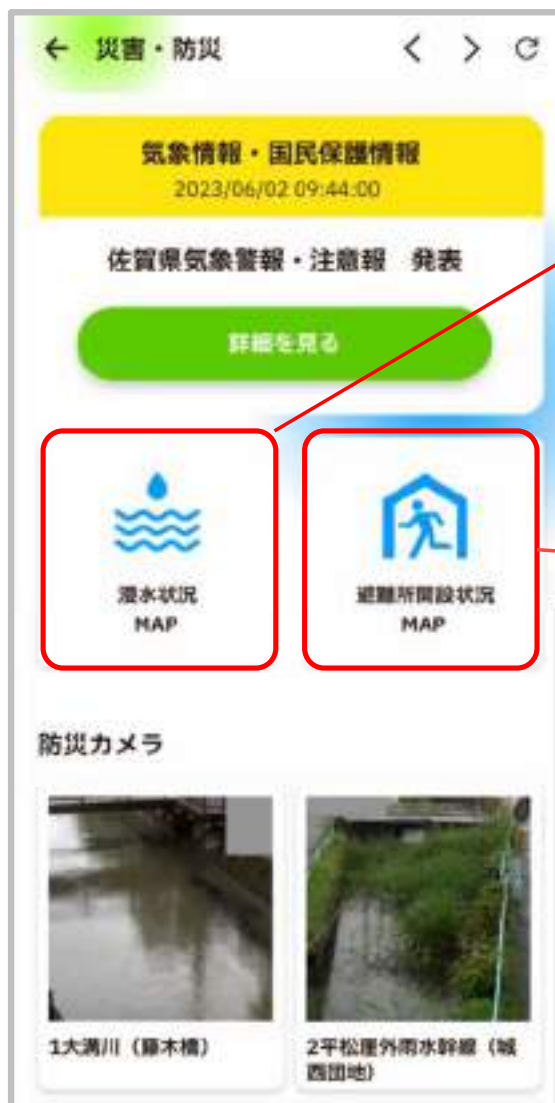 ← 災害・防災
気象情報・国民保護情報
2023/06/02 09:44:00
佐賀県気象警報・注意報 発表
詳細を見る
浸水状況
MAP
避難所開設状況
MAP
防災カメラ
1大溝川（藤木橋）
2平松屋外雨水幹線（城
西団地）